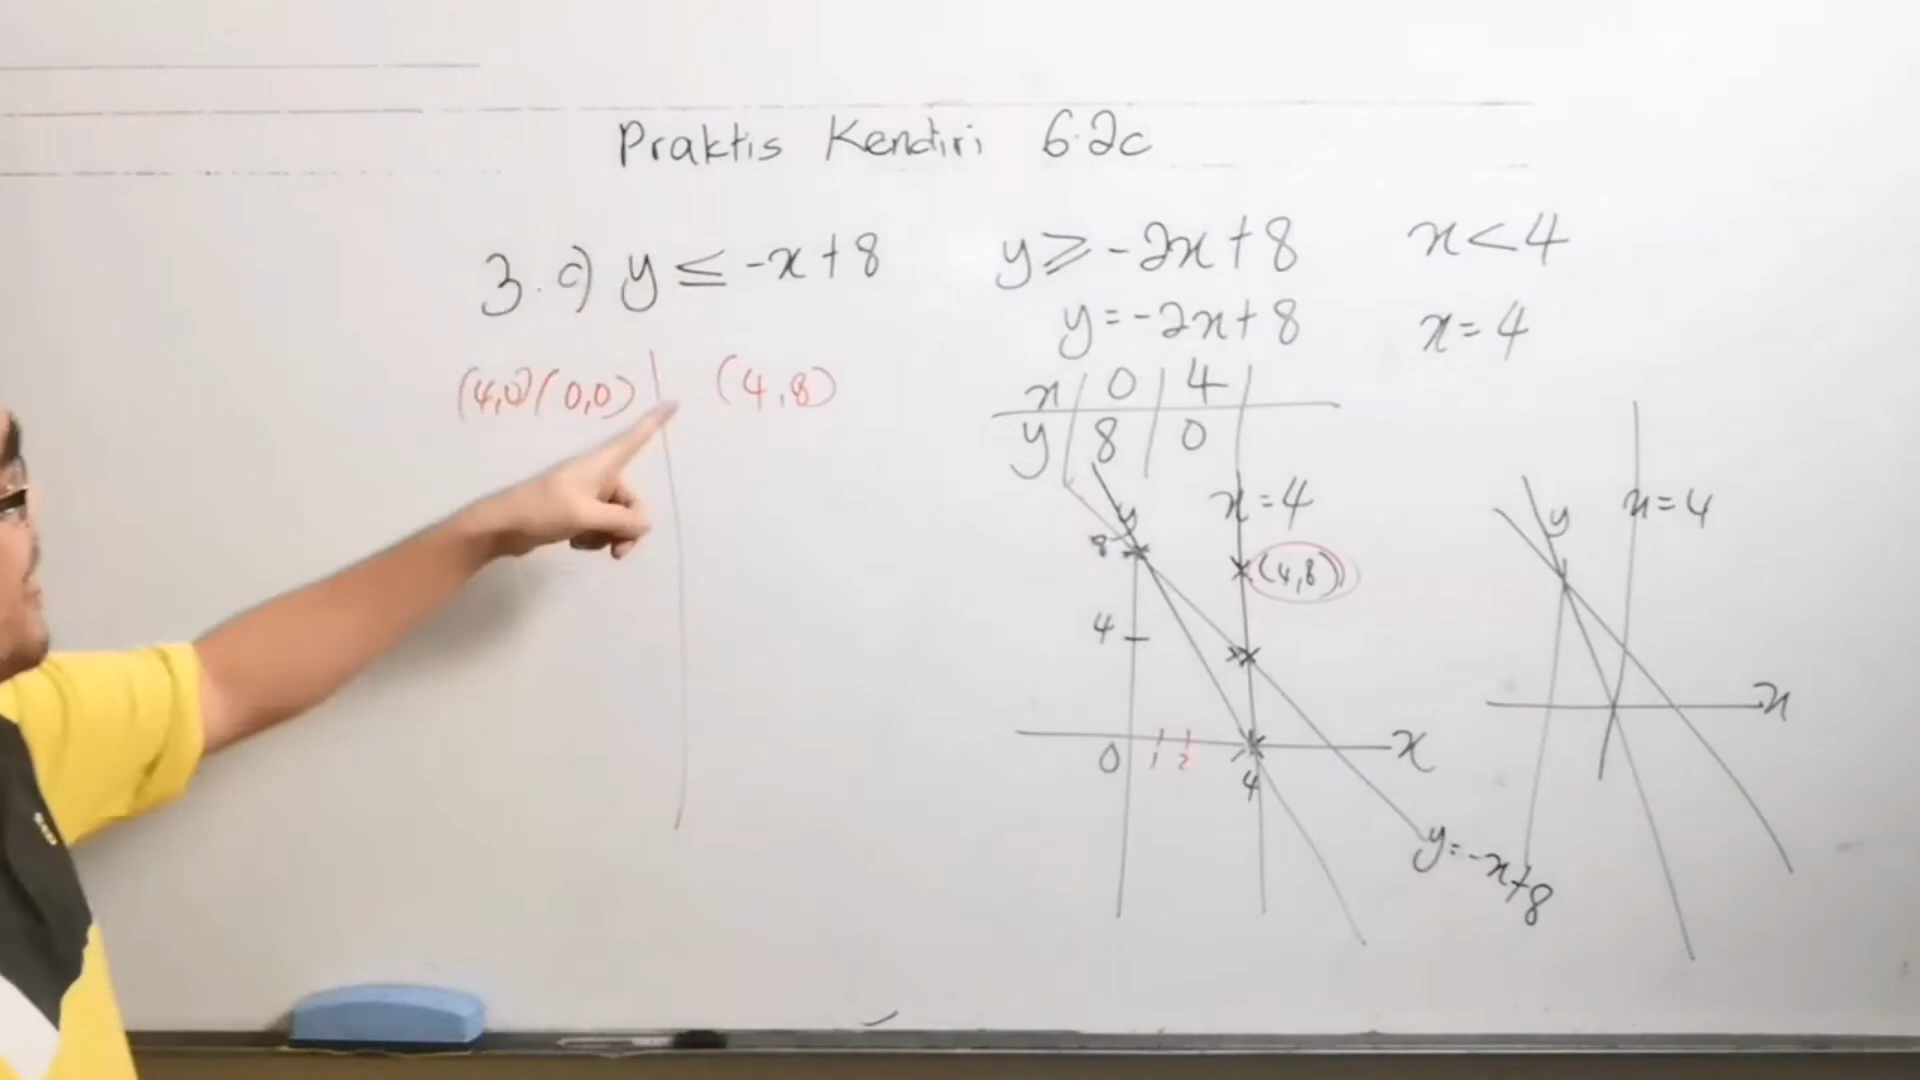 Praktis Kendiri 6.2c
3. c) y ≤ -x + 8 y ≥ -2x + 8 x < 4
y = -2x + 8 x = 4
(4,0) (0,0) | (4,8)
x | 0 | 4 |
y | 8 | 0
x = 4
y
8
(4,8)
4
0 1 2 4 x
y = -x + 8
y x = 4
x